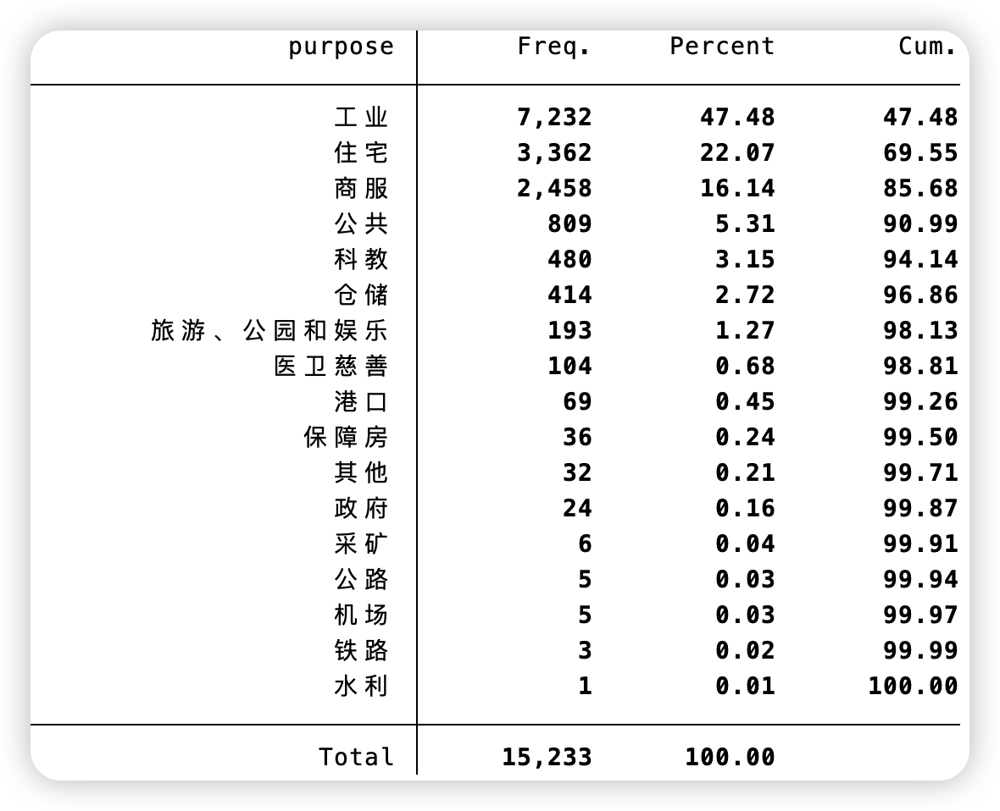 purpose Freq. Percent Cum.
工业 7,232 47.48 47.48
住宅 3,362 22.07 69.55
商服 2,458 16.14 85.68
公共 809 5.31 90.99
科教 480 3.15 94.14
仓储 414 2.72 96.86
旅游、公园和娱乐 193 1.27 98.13
医卫慈善 104 0.68 98.81
港口 69 0.45 99.26
保障房 36 0.24 99.50
其他 32 0.21 99.71
政府 24 0.16 99.87
采矿 6 0.04 99.91
公路 5 0.03 99.94
机场 5 0.03 99.97
铁路 3 0.02 99.99
水利 1 0.01 100.00
Total 15,233 100.00